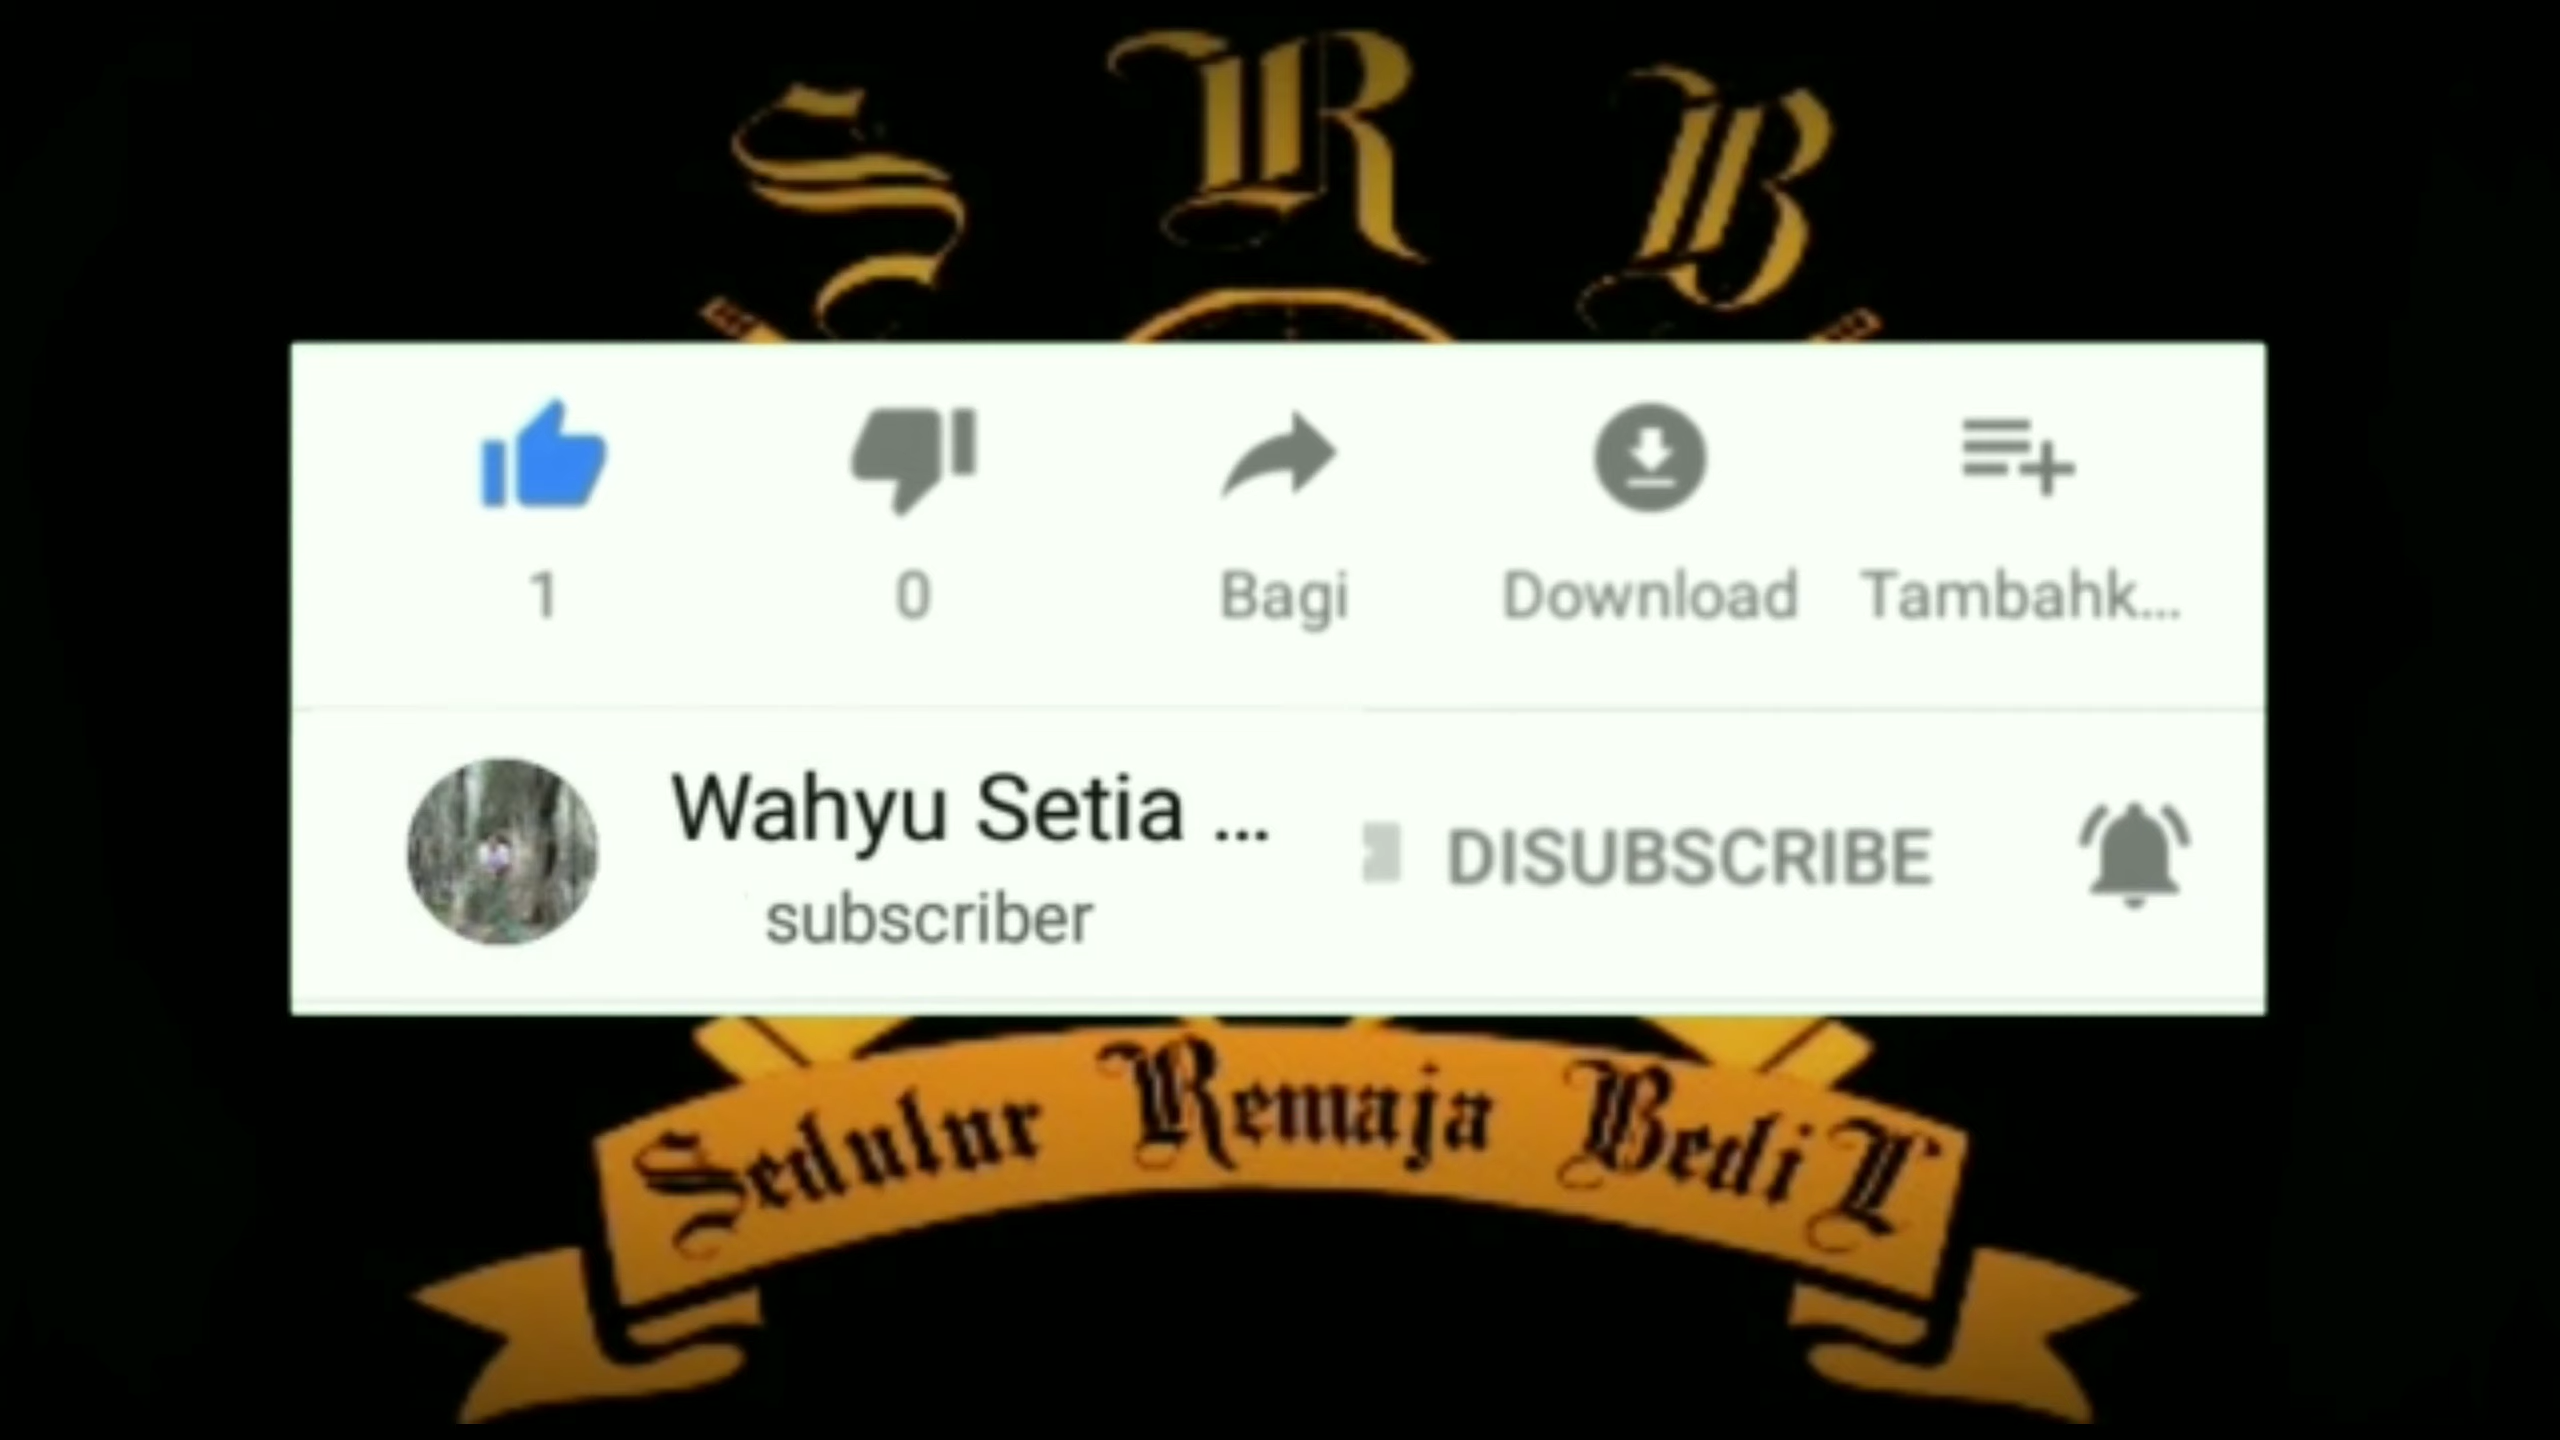 S R B
1 0 Bagi Download Tambahk...
Wahyu Setia ...
DISUBSCRIBE
subscriber
Sedulur Remaja BediL